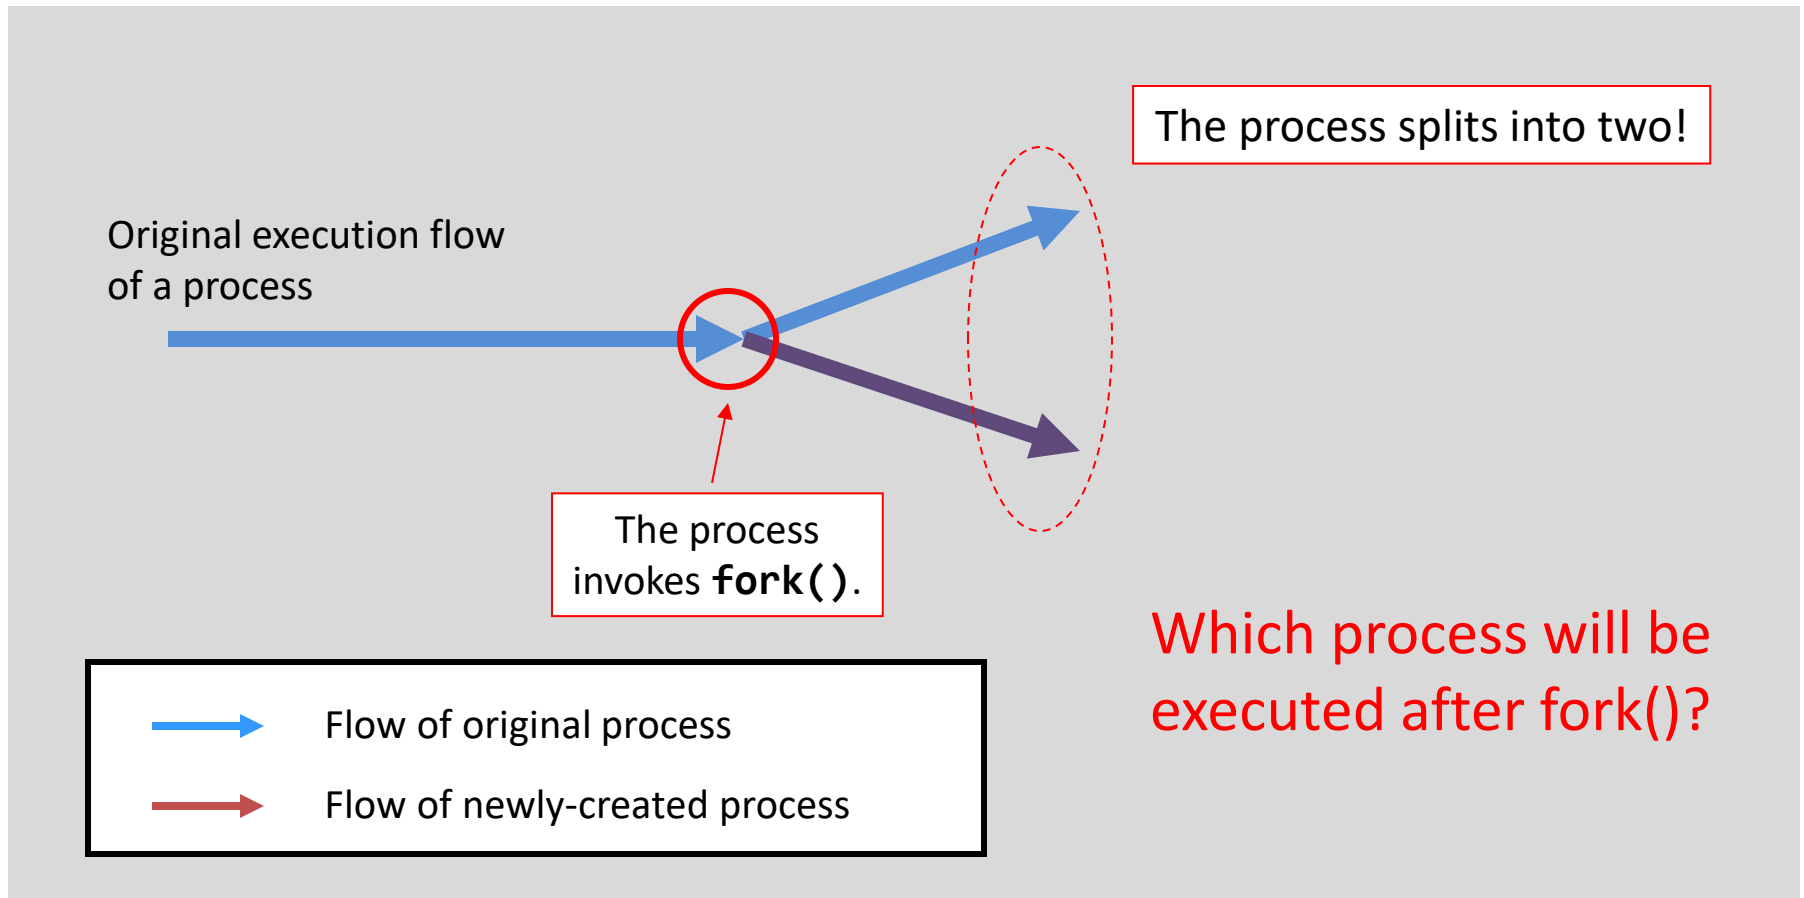 The process splits into two!
Original execution flow
of a process
The process
invokes fork().
Which process will be
executed after fork()?
Flow of original process
Flow of newly-created process